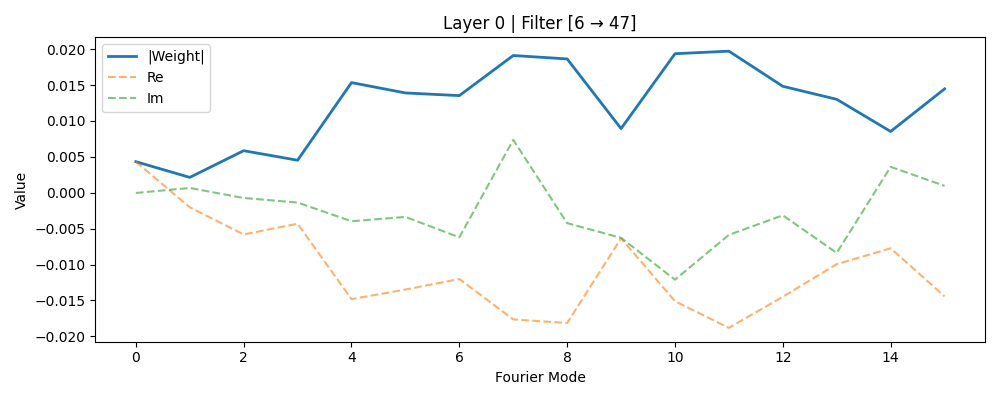 Layer 0 | Filter [6 → 47]
|Weight|
Re
Im
0.020
0.015
0.010
0.005
0.000
−0.005
−0.010
−0.015
−0.020
Value
0 2 4 6 8 10 12 14
Fourier Mode